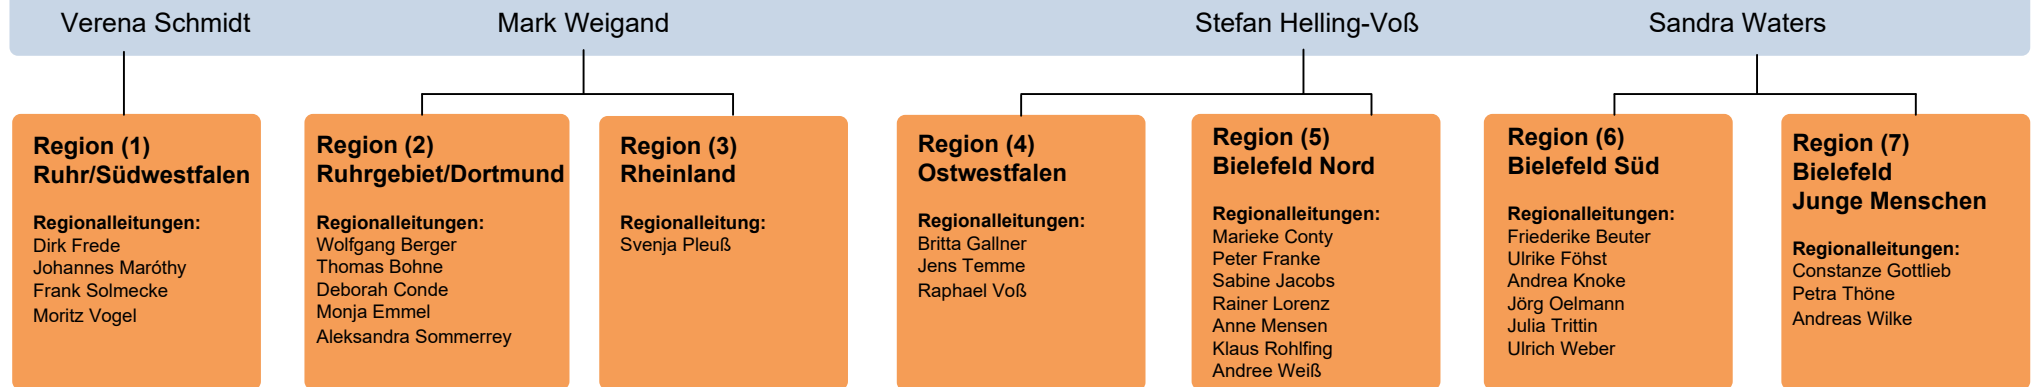 Verena Schmidt
Mark Weigand
Stefan Helling-Voß
Sandra Waters
Region (1)
Ruhr/Südwestfalen
Regionalleitungen:
Dirk Frede
Johannes Maróthy
Frank Solmecke
Moritz Vogel
Region (2)
Ruhrgebiet/Dortmund
Regionalleitungen:
Wolfgang Berger
Thomas Bohne
Deborah Conde
Monja Emmel
Aleksandra Sommerrey
Region (3)
Rheinland
Regionalleitung:
Svenja Pleuß
Region (4)
Ostwestfalen
Regionalleitungen:
Britta Gallner
Jens Temme
Raphael Voß
Region (5)
Bielefeld Nord
Regionalleitungen:
Marieke Conty
Peter Franke
Sabine Jacobs
Rainer Lorenz
Anne Mensen
Klaus Rohlfing
Andree Weiß
Region (6)
Bielefeld Süd
Regionalleitungen:
Friederike Beuter
Ulrike Föhst
Andrea Knoke
Jörg Oelmann
Julia Trittin
Ulrich Weber
Region (7)
Bielefeld
Junge Menschen
Regionalleitungen:
Constanze Gottlieb
Petra Thöne
Andreas Wilke